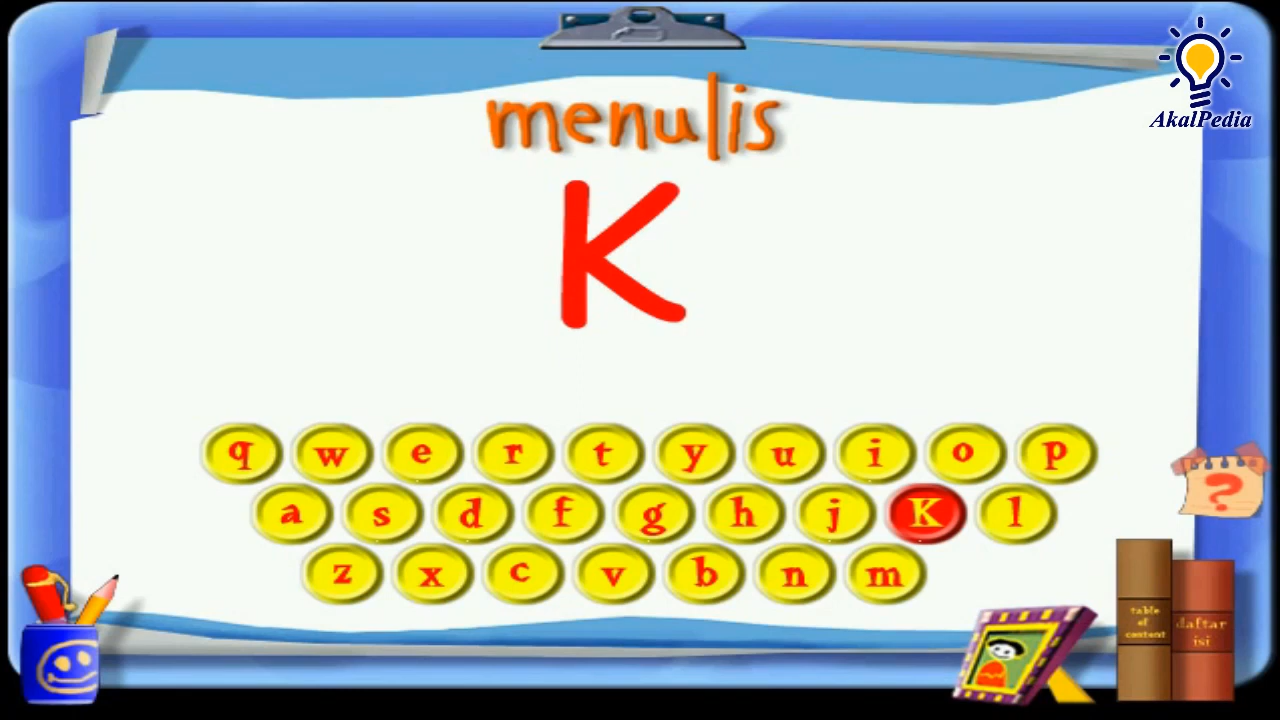 AkalPedia
menulis
K
q w e r t y u i o p
a s d f g h j K l
?
z x c v b n m
table
of
content
daftar
isi